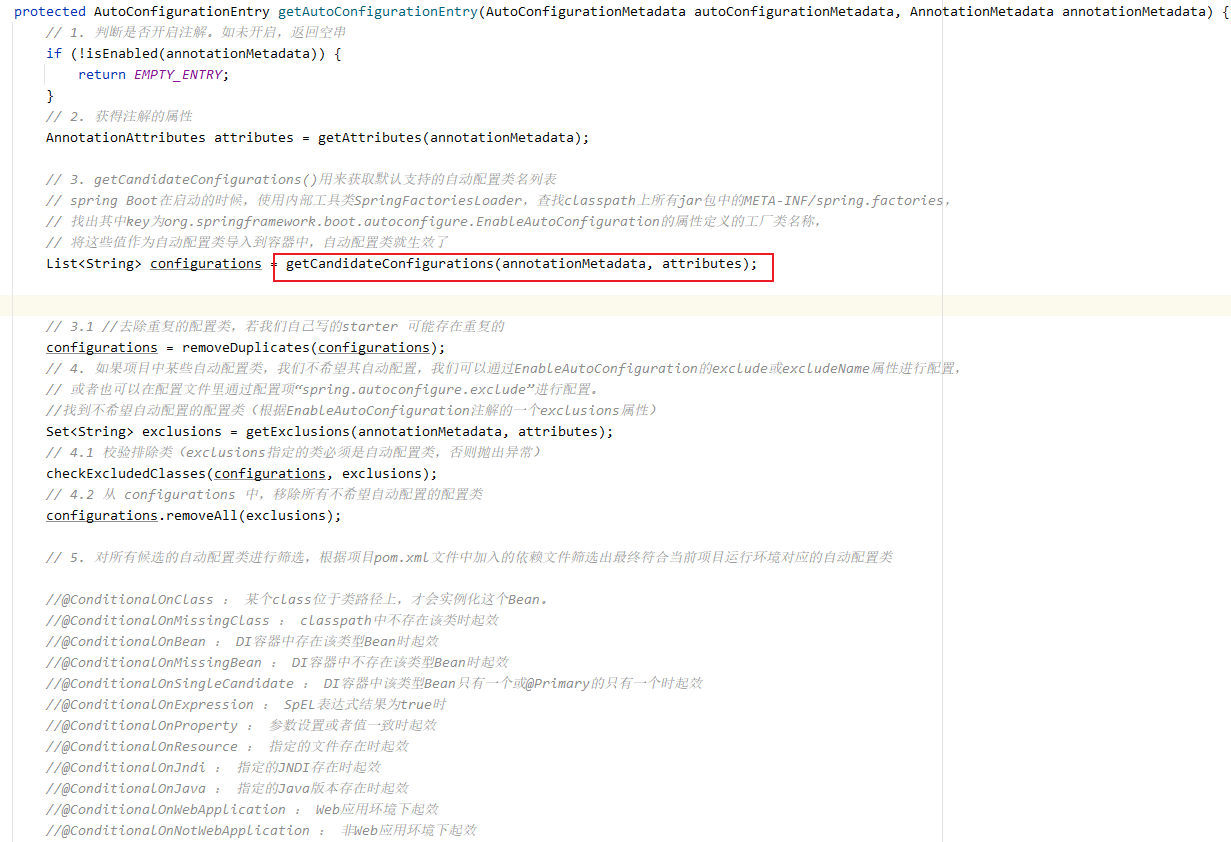 protected AutoConfigurationEntry getAutoConfigurationEntry(AutoConfigurationMetadata autoConfigurationMetadata, AnnotationMetadata annotationMetadata) {
// 1. 判断是否开启注解。如未开启，返回空串
if (!isEnabled(annotationMetadata)) {
return EMPTY_ENTRY;
}
// 2. 获得注解的属性
AnnotationAttributes attributes = getAttributes(annotationMetadata);
// 3. getCandidateConfigurations()用来获取默认支持的自动配置类名列表
// spring Boot在启动的时候，使用内部工具类SpringFactoriesLoader，查找classpath上所有jar包中的META-INF/spring.factories，
// 找出其中key为org.springframework.boot.autoconfigure.EnableAutoConfiguration的属性定义的工厂类名称，
// 将这些值作为自动配置类导入到容器中，自动配置类就生效了
List<String> configurations = getCandidateConfigurations(annotationMetadata, attributes);
// 3.1 //去除重复的配置类，若我们自己写的starter 可能存在重复的
configurations = removeDuplicates(configurations);
// 4. 如果项目中某些自动配置类，我们不希望其自动配置，我们可以通过EnableAutoConfiguration的exclude或excludeName属性进行配置，
// 或者也可以在配置文件里通过配置项“spring.autoconfigure.exclude”进行配置。
//找到不希望自动配置的配置类（根据EnableAutoConfiguration注解的一个exclusions属性）
Set<String> exclusions = getExclusions(annotationMetadata, attributes);
// 4.1 校验排除类（exclusions指定的类必须是自动配置类，否则抛出异常）
checkExcludedClasses(configurations, exclusions);
// 4.2 从 configurations 中，移除所有不希望自动配置的配置类
configurations.removeAll(exclusions);
// 5. 对所有候选的自动配置类进行筛选，根据项目pom.xml文件中加入的依赖文件筛选出最终符合当前项目运行环境对应的自动配置类
//@ConditionalOnClass ： 某个class位于类路径上，才会实例化这个Bean。
//@ConditionalOnMissingClass ： classpath中不存在该类时起效
//@ConditionalOnBean ： DI容器中存在该类型Bean时起效
//@ConditionalOnMissingBean ： DI容器中不存在该类型Bean时起效
//@ConditionalOnSingleCandidate ： DI容器中该类型Bean只有一个或@Primary的只有一个时起效
//@ConditionalOnExpression ： SpEL表达式结果为true时
//@ConditionalOnProperty ： 参数设置或者值一致时起效
//@ConditionalOnResource ： 指定的文件存在时起效
//@ConditionalOnJndi ： 指定的JNDI存在时起效
//@ConditionalOnJava ： 指定的Java版本存在时起效
//@ConditionalOnWebApplication ： Web应用环境下起效
//@ConditionalOnNotWebApplication ： 非Web应用环境下起效